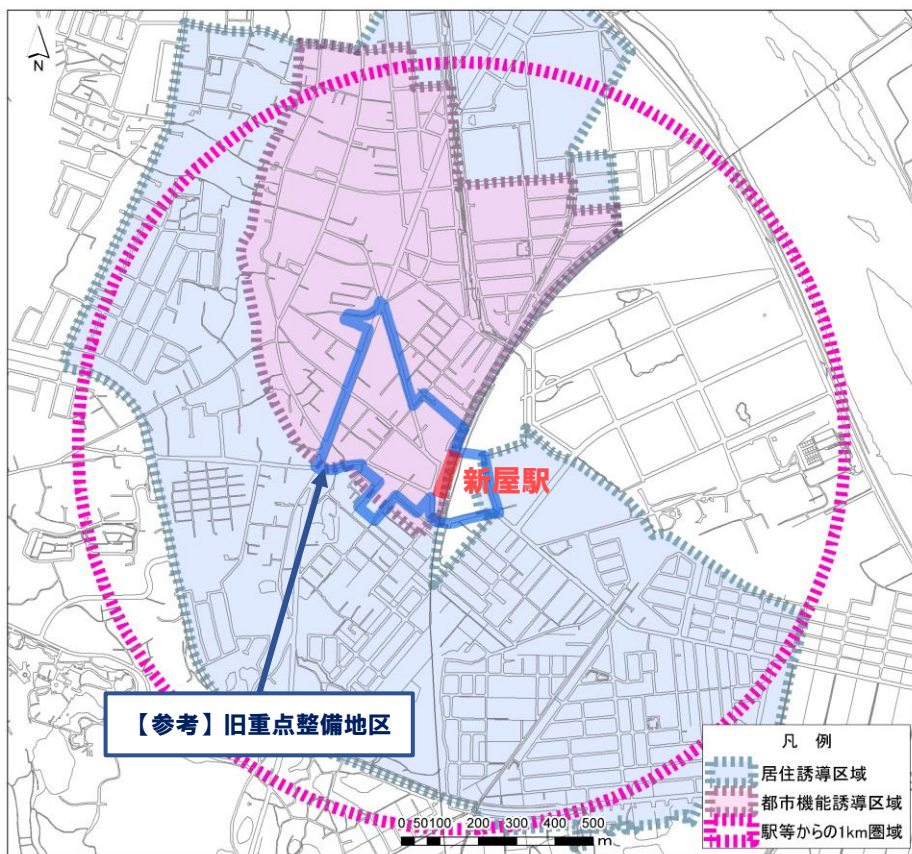 N
新屋駅
【参考】旧重点整備地区
凡 例
居住誘導区域
都市機能誘導区域
駅等からの1km圏域
0 50100 200 300 400 500
m